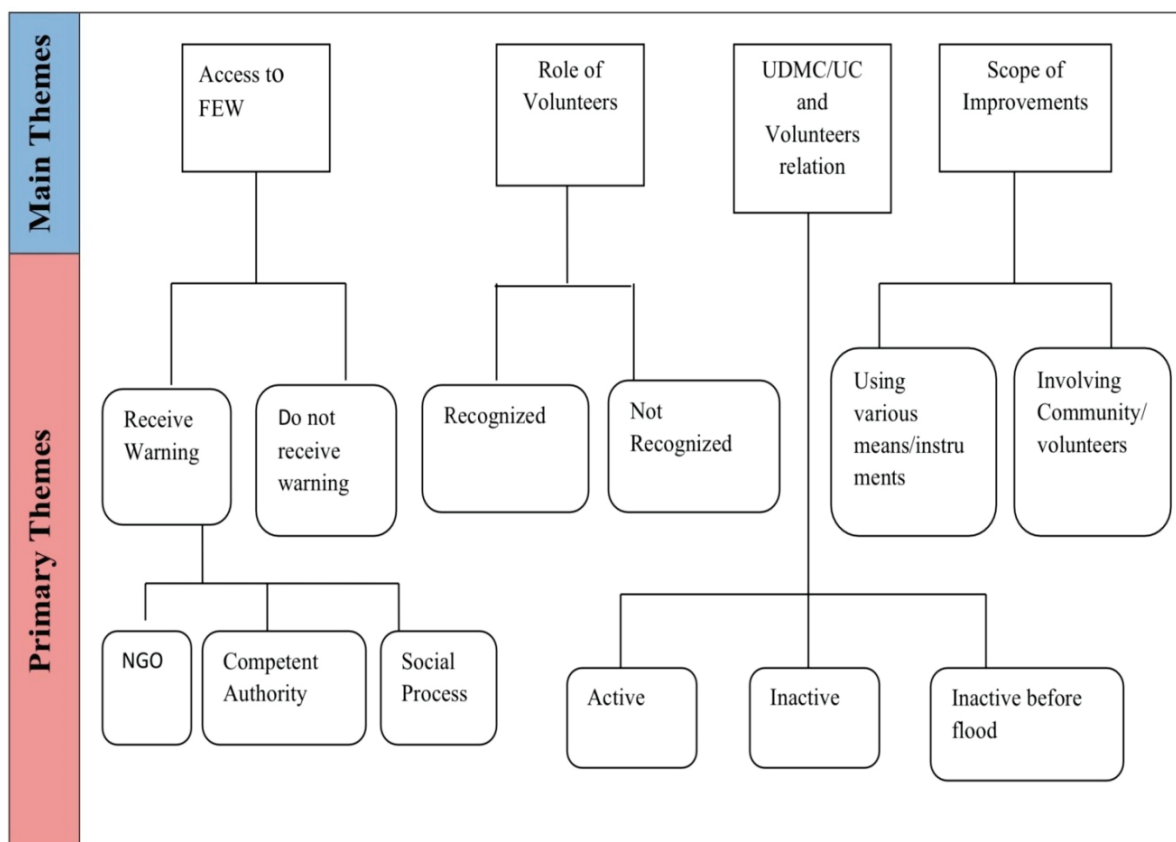 Main Themes
Access to
FEW
Role of
Volunteers
UDMC/UC
and
Volunteers
relation
Scope of
Improvements
Primary Themes
Receive
Warning
Do not
receive
warning
Recognized
Not
Recognized
Using
various
means/instru
ments
Involving
Community/
volunteers
NGO
Competent
Authority
Social
Process
Active
Inactive
Inactive before
flood